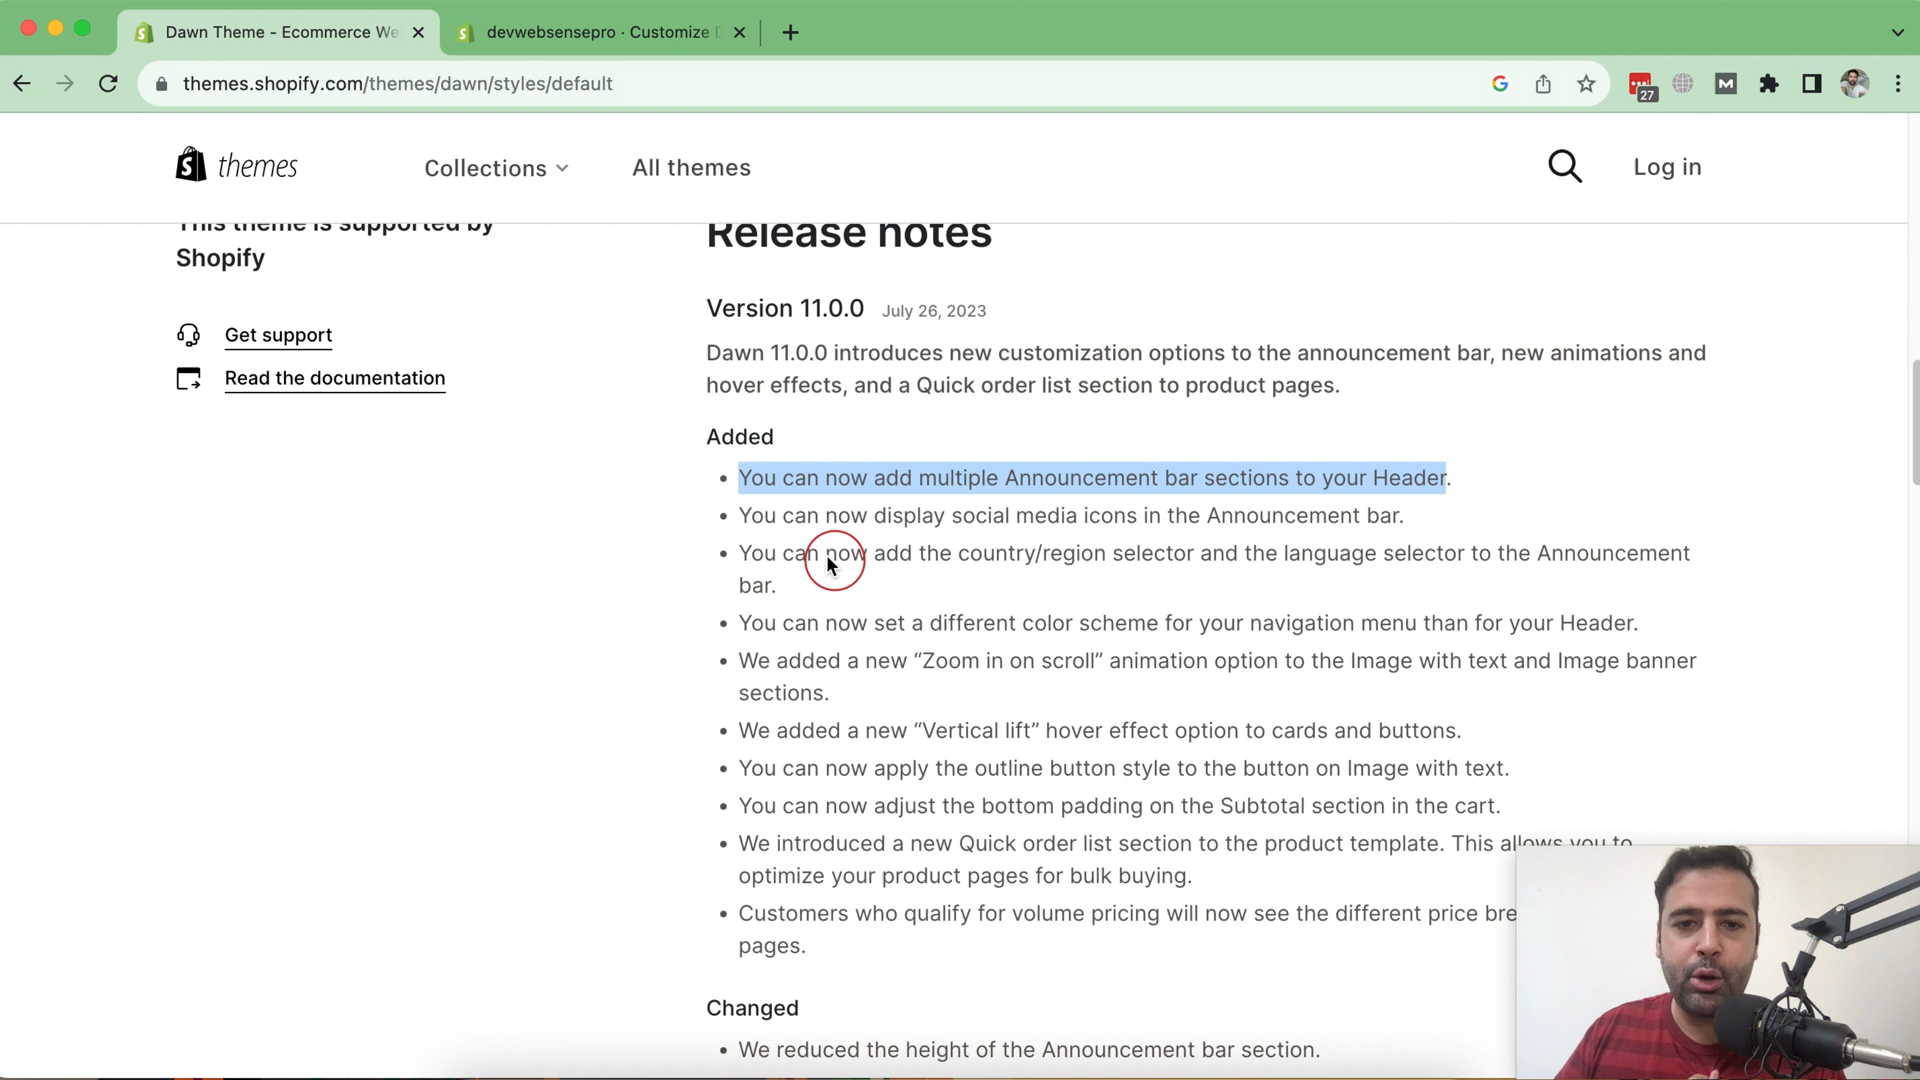 Dawn Theme - Ecommerce We
devwebsensepro · Customize D
themes.shopify.com/themes/dawn/styles/default
27
M
themes
Collections
All themes
Log in
This theme is supported by
Shopify
Get support
Read the documentation
Release notes
Version 11.0.0 July 26, 2023
Dawn 11.0.0 introduces new customization options to the announcement bar, new animations and
hover effects, and a Quick order list section to product pages.
Added
• You can now add multiple Announcement bar sections to your Header.
• You can now display social media icons in the Announcement bar.
• You can now add the country/region selector and the language selector to the Announcement
bar.
• You can now set a different color scheme for your navigation menu than for your Header.
• We added a new “Zoom in on scroll” animation option to the Image with text and Image banner
sections.
• We added a new “Vertical lift” hover effect option to cards and buttons.
• You can now apply the outline button style to the button on Image with text.
• You can now adjust the bottom padding on the Subtotal section in the cart.
• We introduced a new Quick order list section to the product template. This allows you to
optimize your product pages for bulk buying.
• Customers who qualify for volume pricing will now see the different price bre
pages.
Changed
• We reduced the height of the Announcement bar section.